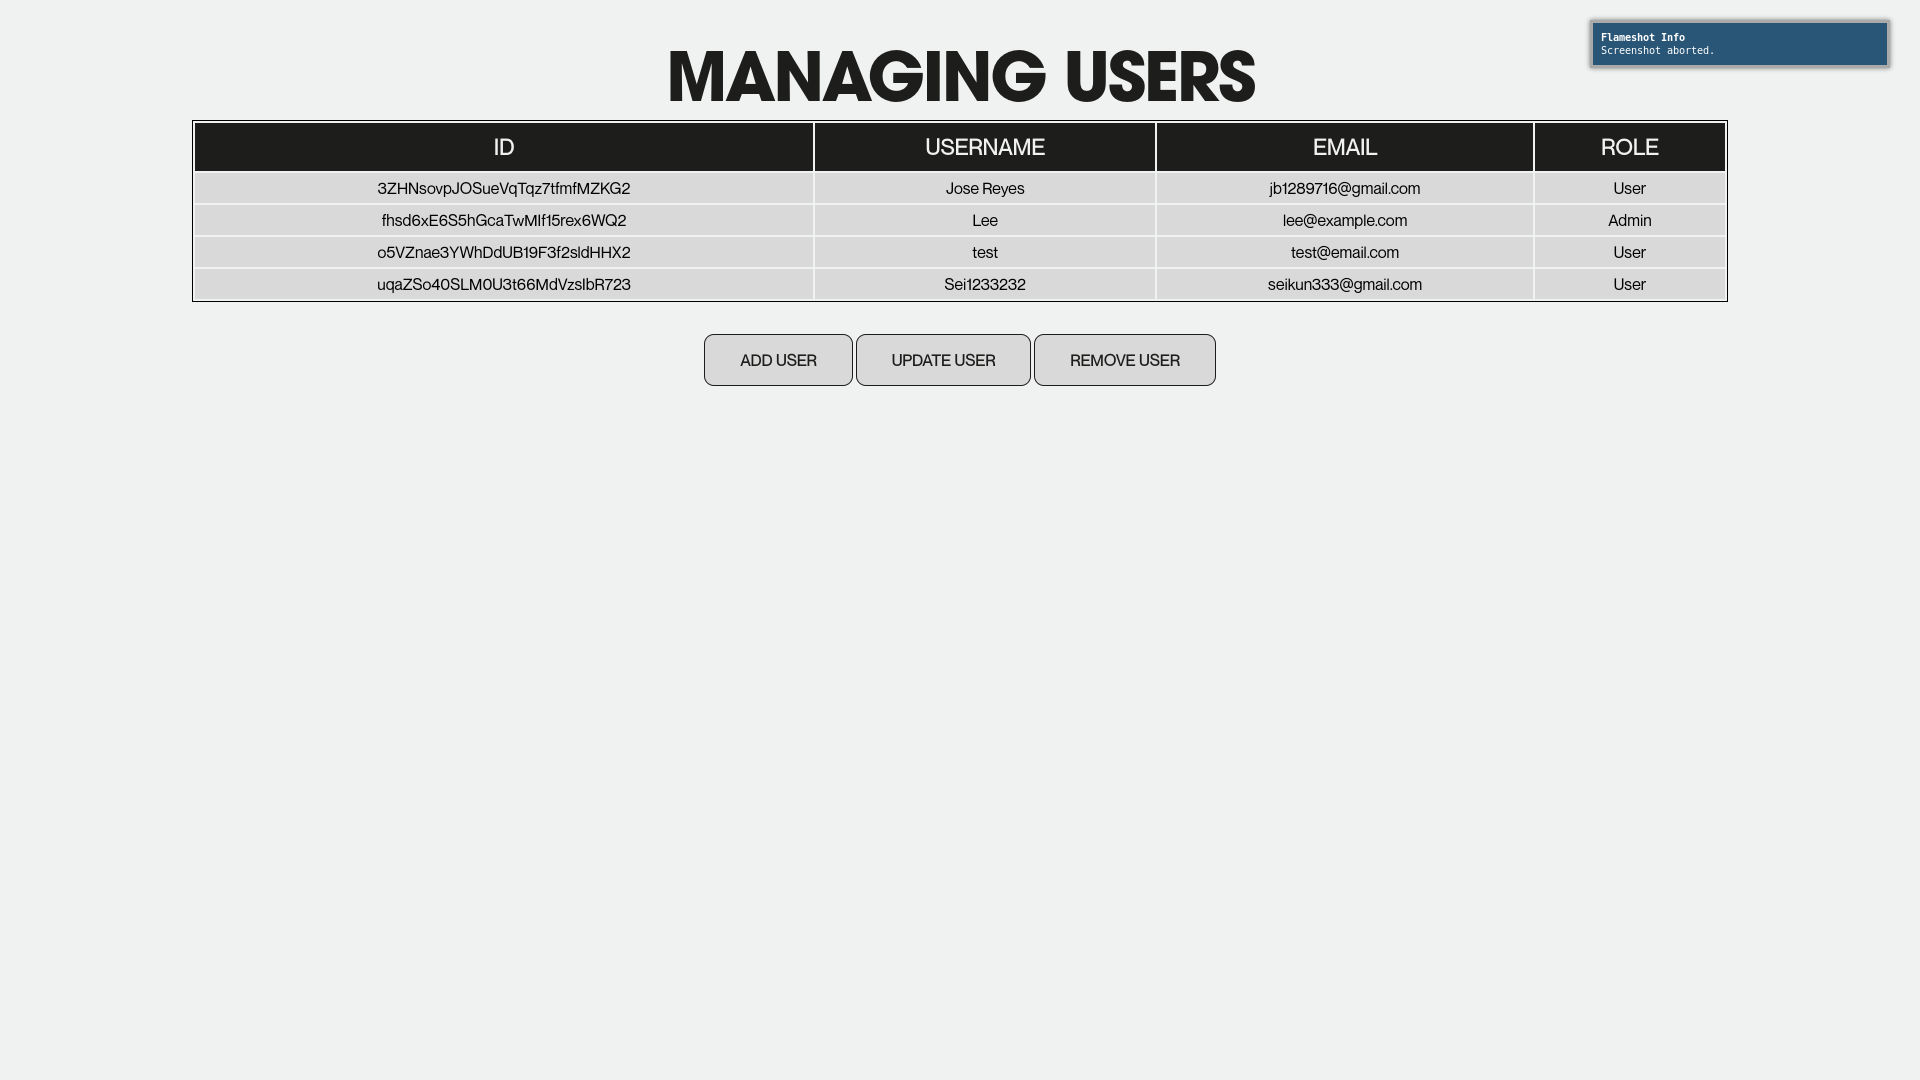 Flameshot Info
Screenshot aborted.
MANAGING USERS
ID USERNAME EMAIL ROLE
3ZHNsovpJOSueVqTqz7tfmfMZKG2 Jose Reyes jb1289716@gmail.com User
fhsd6xE6S5hGcaTwMlf15rex6WQ2 Lee lee@example.com Admin
o5VZnae3YWhDdUB19F3f2sldHHX2 test test@email.com User
uqaZSo40SLM0U3t66MdVzslbR723 Sei1233232 seikun333@gmail.com User
ADD USER UPDATE USER REMOVE USER